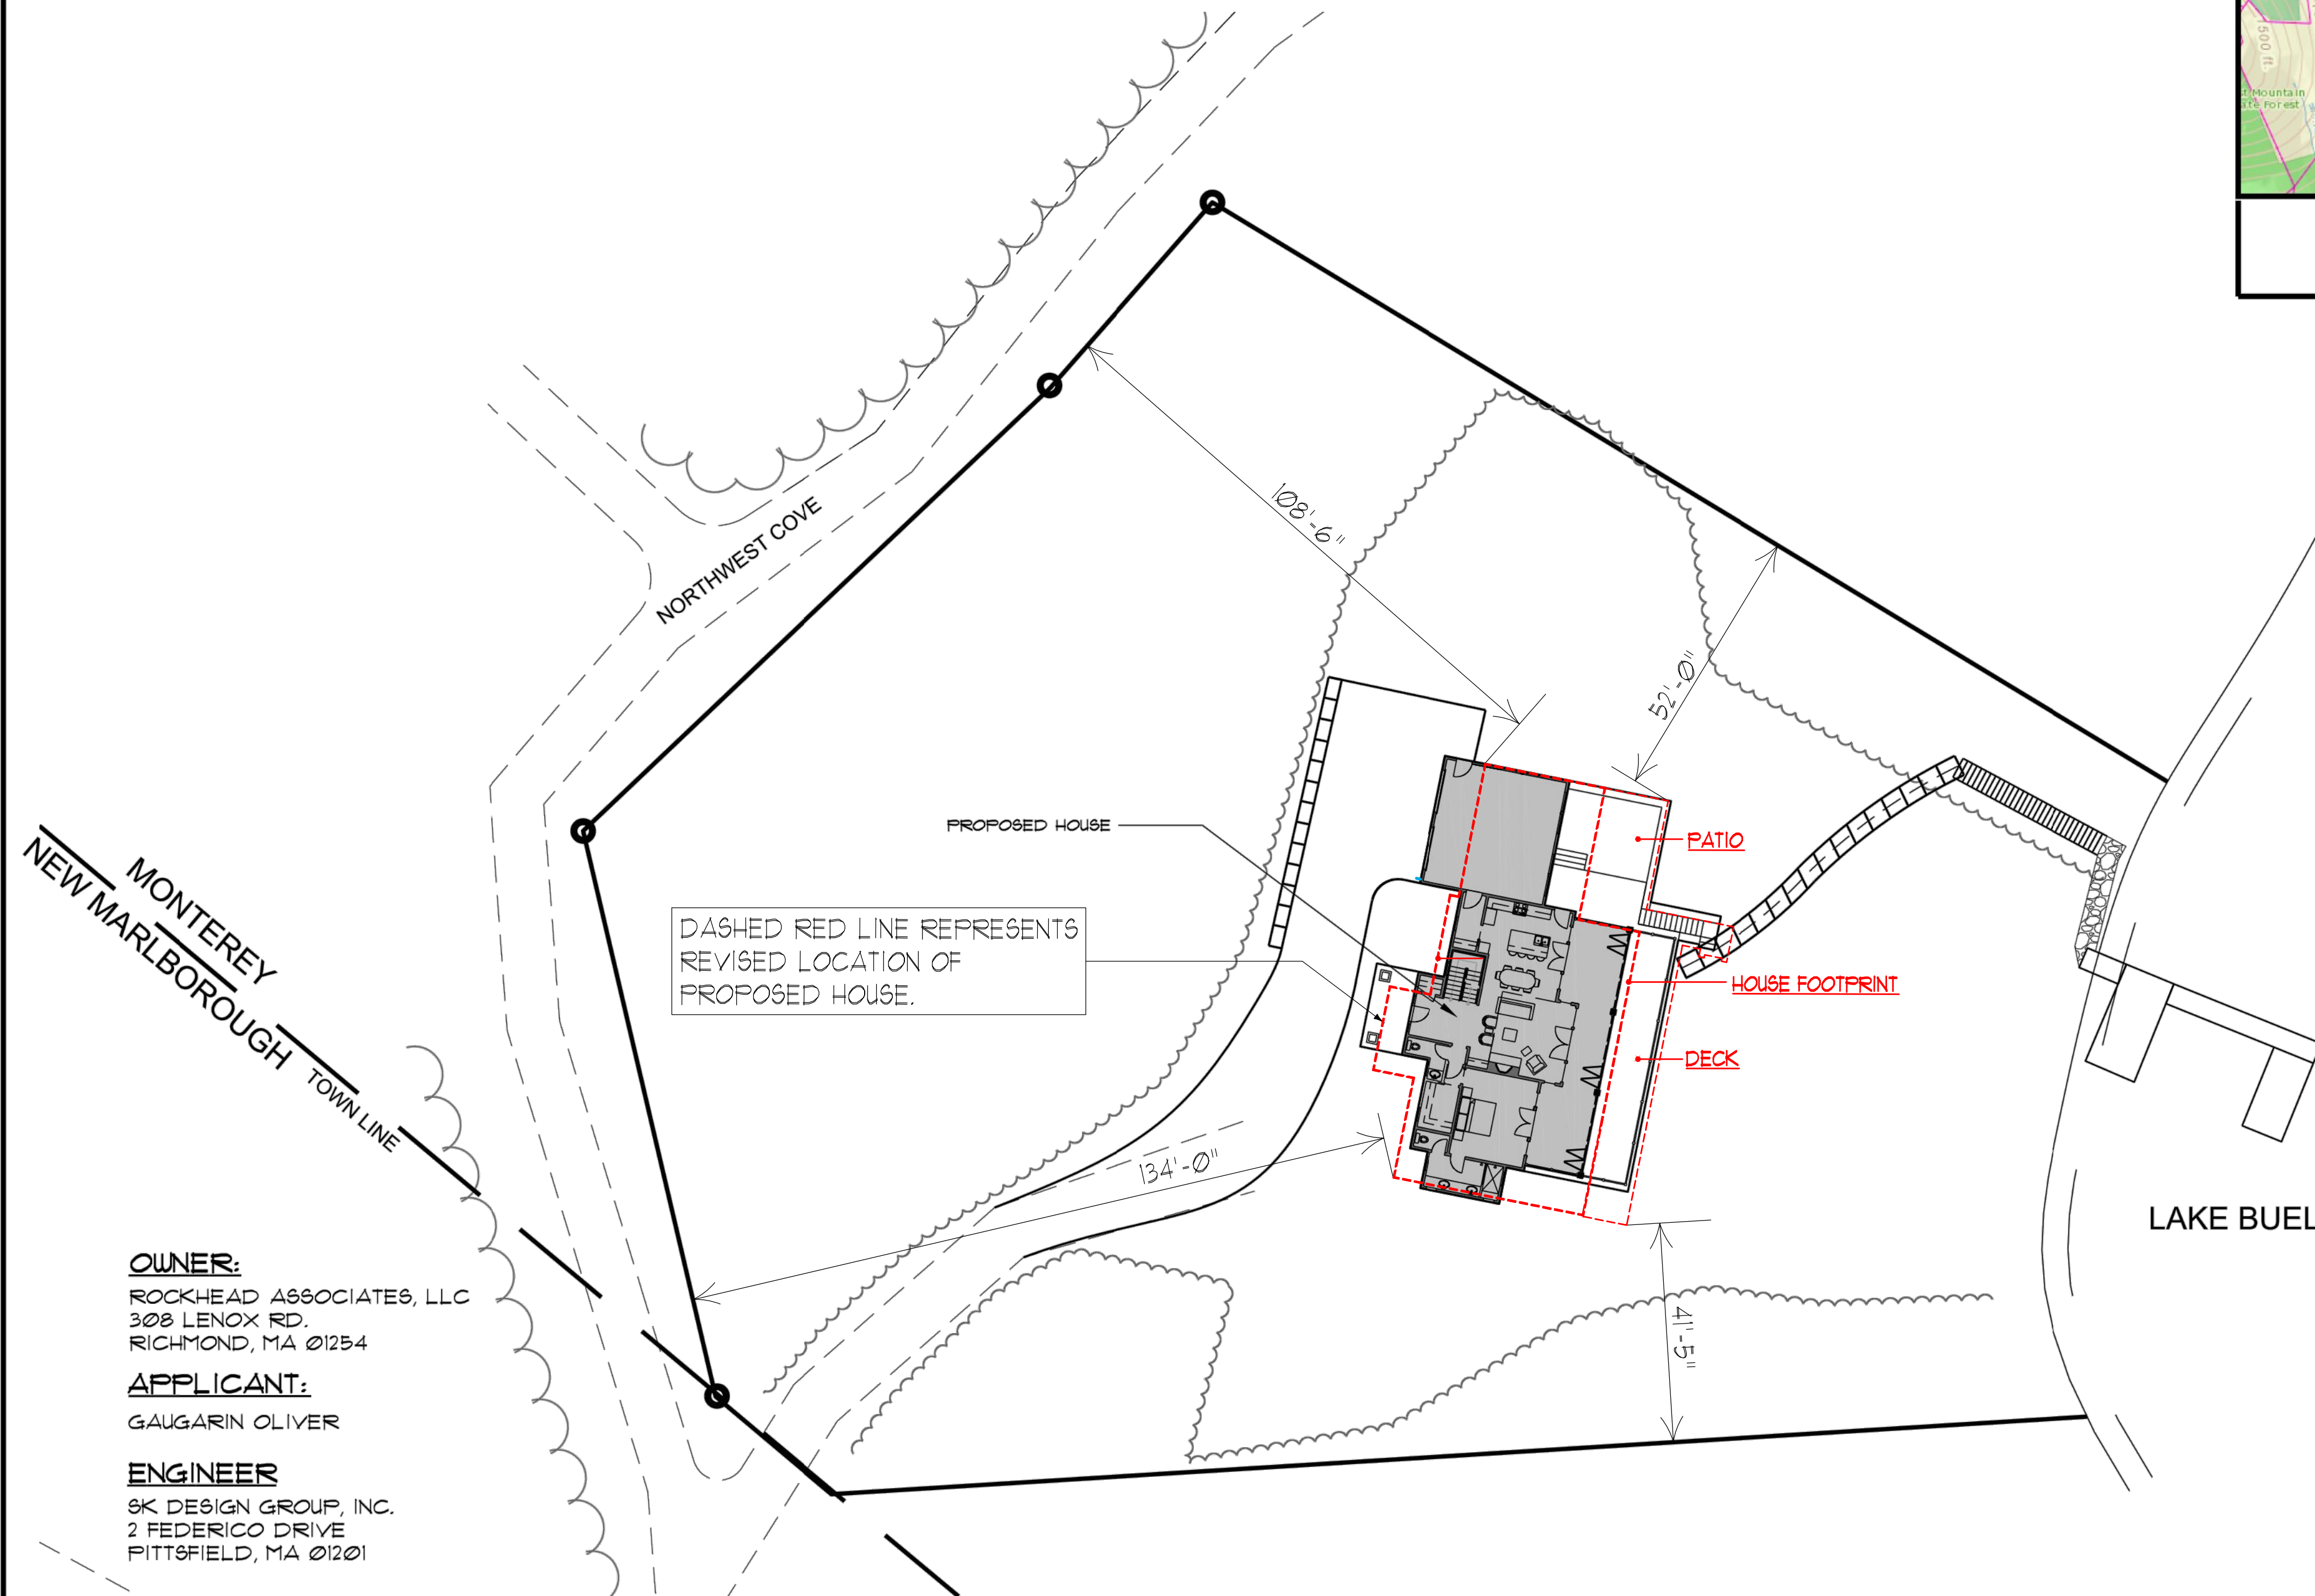 500 ft.
t Mountain
ate Forest
NORTHWEST COVE
108'-6"
52'-0"
PROPOSED HOUSE
PATIO
MONTEREY
NEW MARLBOROUGH
TOWN LINE
DASHED RED LINE REPRESENTS
REVISED LOCATION OF
PROPOSED HOUSE.
HOUSE FOOTPRINT
DECK
134'-0"
41'-5"
LAKE BUEL
OWNER:
ROCKHEAD ASSOCIATES, LLC
308 LENOX RD.
RICHMOND, MA 01254
APPLICANT:
GAUGARIN OLIVER
ENGINEER
SK DESIGN GROUP, INC.
2 FEDERICO DRIVE
PITTSFIELD, MA 01201